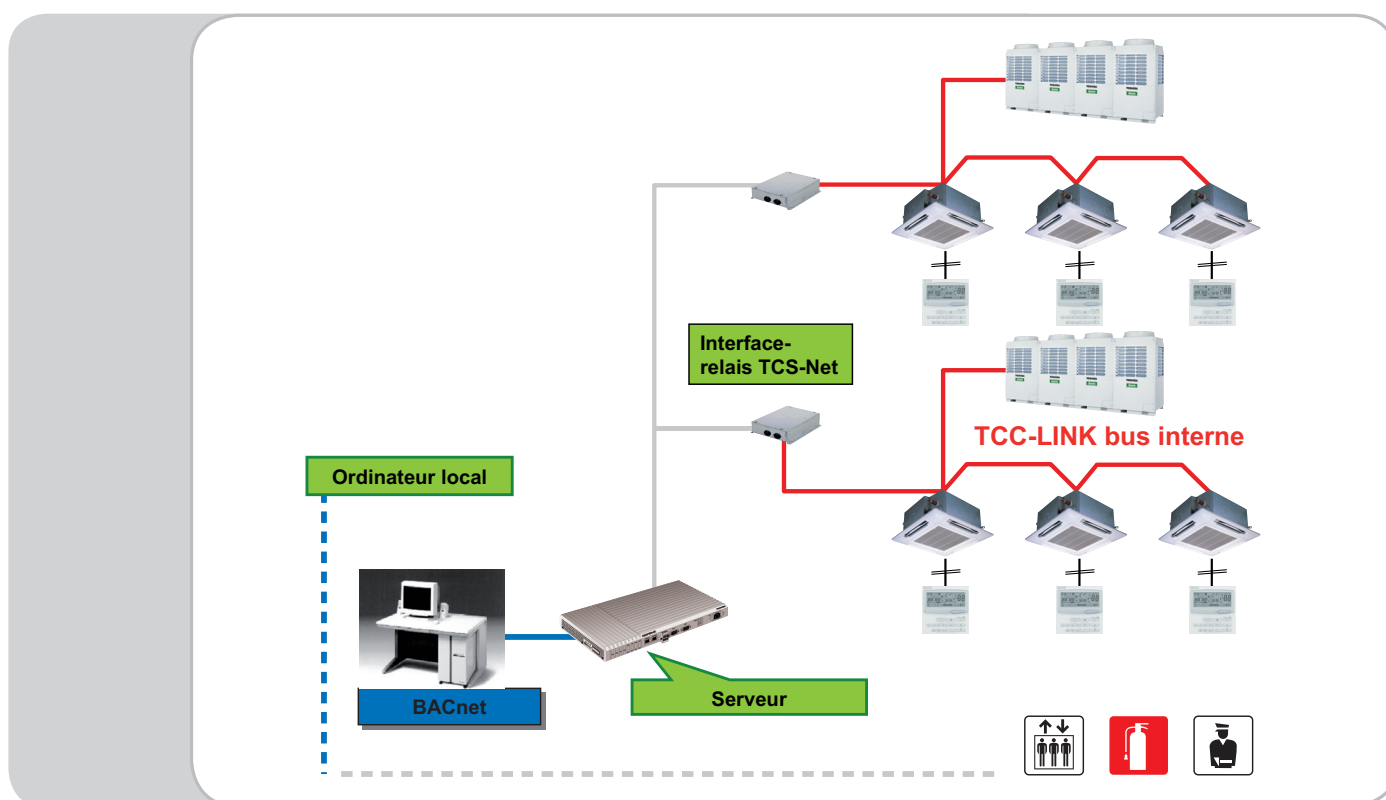 Interface-
relais TCS-Net
TCC-LINK bus interne
Ordinateur local
BACnet
Serveur